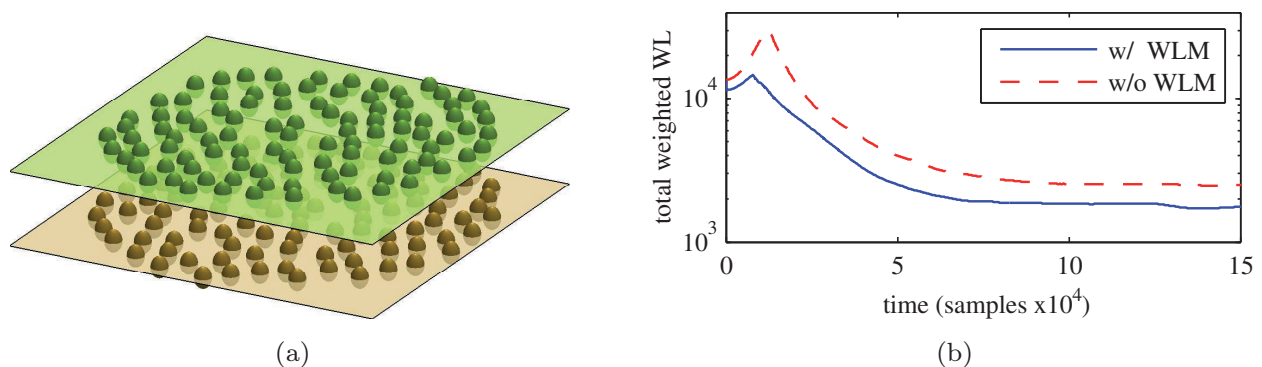 total weighted WL
10^4
10^3
w/ WLM
w/o WLM
0 5 10 15
time (samples x10^4)
(a) (b)